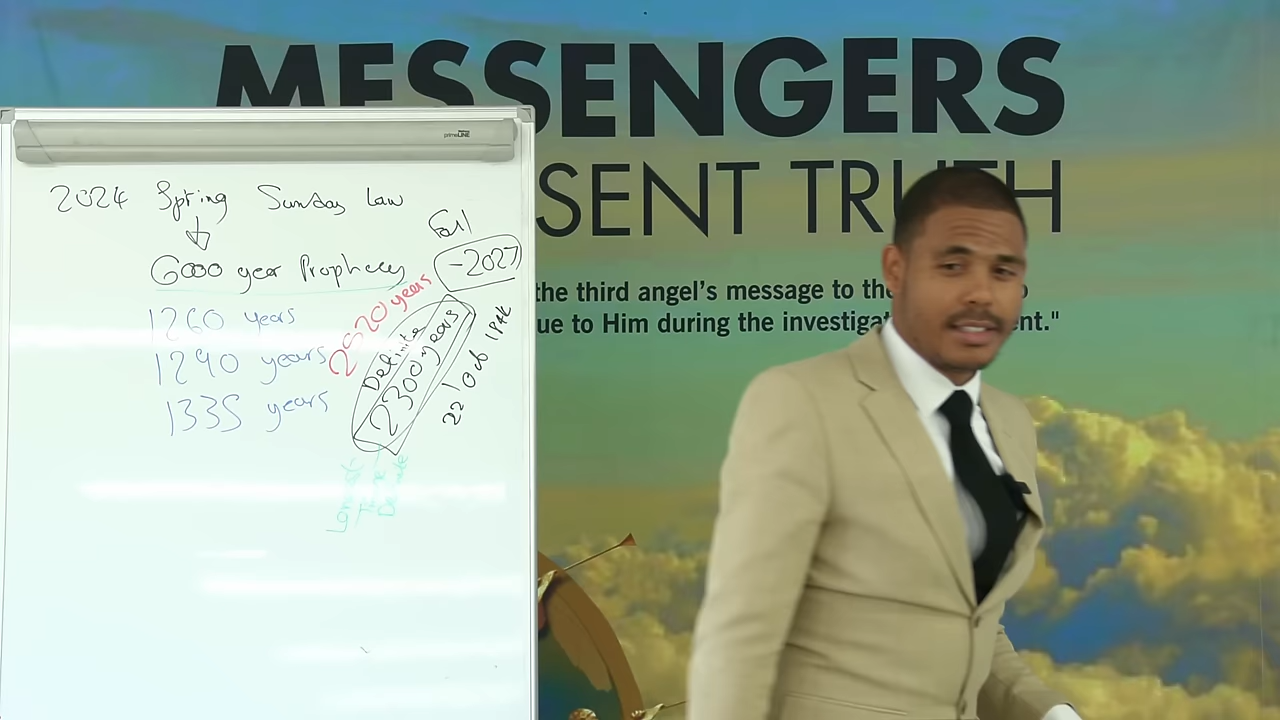 MESSENGERS
SENT TRUTH
the third angel's message to the
ue to Him during the investigat ent."
primeLINE
2024 Spring Sunday Law
Fall
6000 year Prophecy
-2027
1260 years
2520 years
1290 years
Definite
2300 years
22 Oct 1844
1335 years
Time